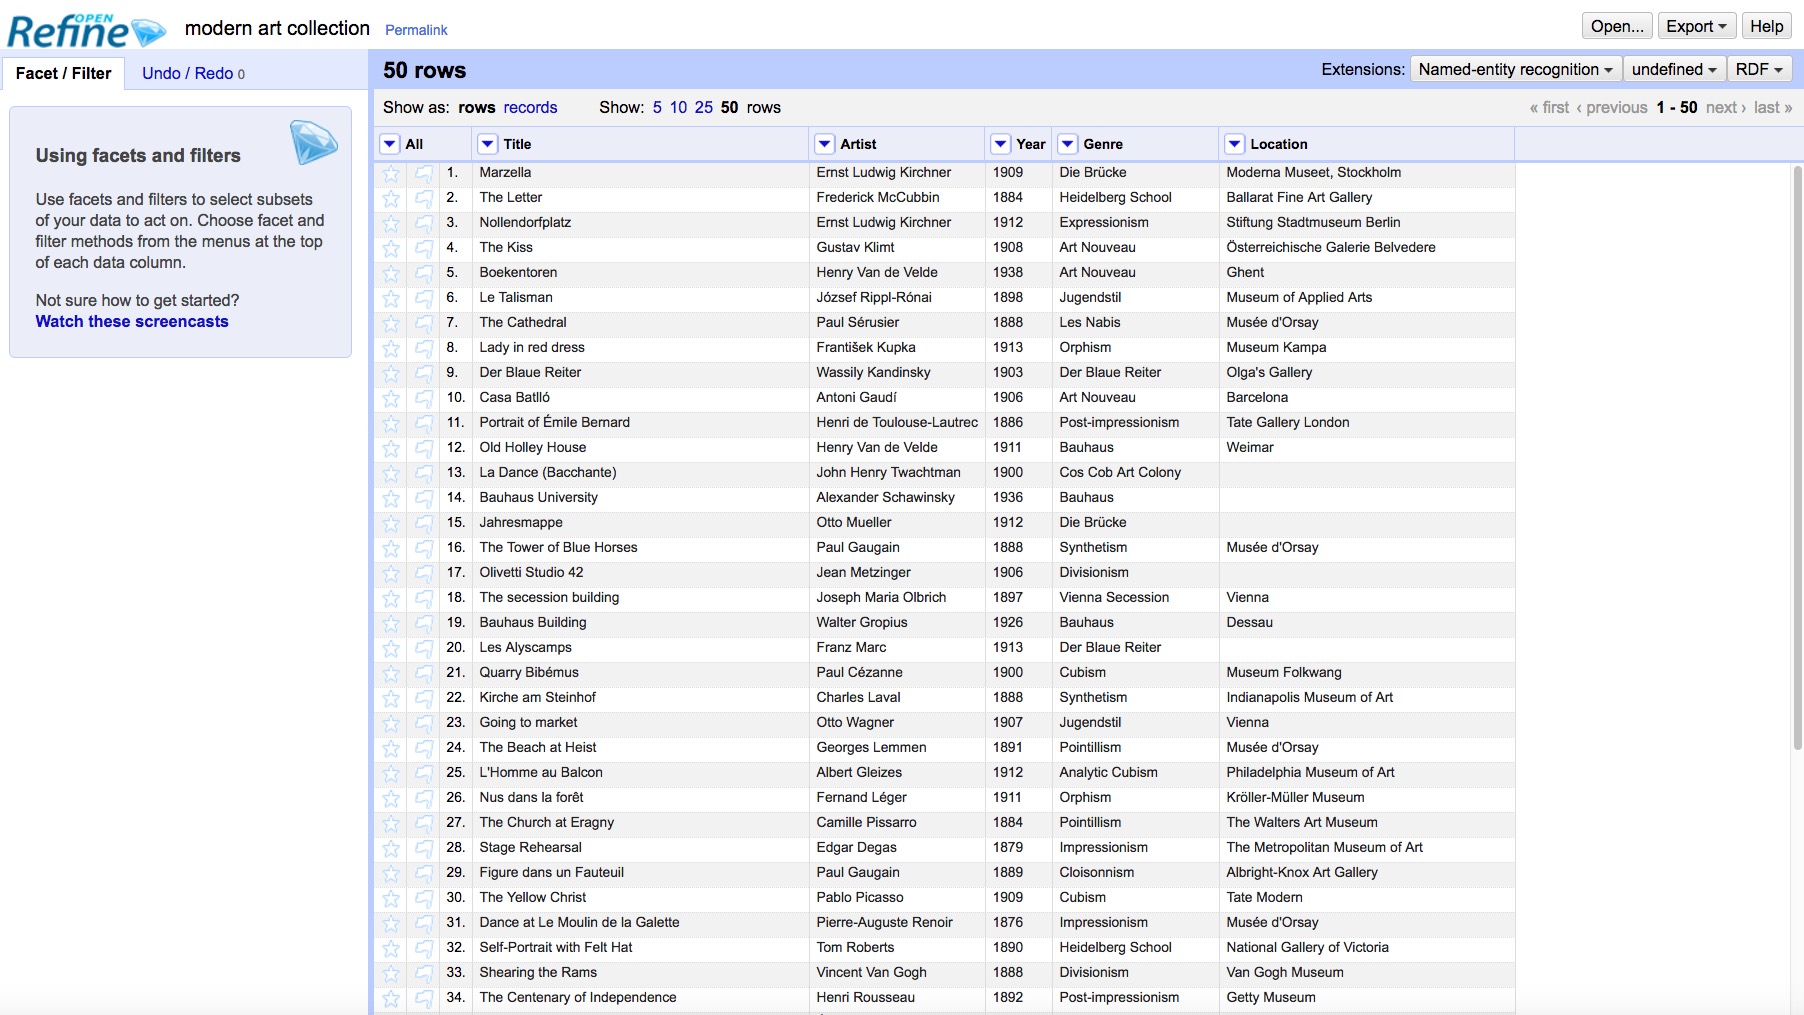 OPEN
Refine modern art collection Permalink Open... Export Help
Facet / Filter Undo / Redo 0 50 rows Extensions: Named-entity recognition undefined RDF
Show as: rows records Show: 5 10 25 50 rows « first ‹ previous 1 - 50 next › last »
Using facets and filters
Use facets and filters to select subsets
of your data to act on. Choose facet and
filter methods from the menus at the top
of each data column.
Not sure how to get started?
Watch these screencasts
All Title Artist Year Genre Location
1. Marzella Ernst Ludwig Kirchner 1909 Die Brücke Moderna Museet, Stockholm
2. The Letter Frederick McCubbin 1884 Heidelberg School Ballarat Fine Art Gallery
3. Nollendorfplatz Ernst Ludwig Kirchner 1912 Expressionism Stiftung Stadtmuseum Berlin
4. The Kiss Gustav Klimt 1908 Art Nouveau Österreichische Galerie Belvedere
5. Boekentoren Henry Van de Velde 1938 Art Nouveau Ghent
6. Le Talisman József Rippl-Rónai 1898 Jugendstil Museum of Applied Arts
7. The Cathedral Paul Sérusier 1888 Les Nabis Musée d'Orsay
8. Lady in red dress František Kupka 1913 Orphism Museum Kampa
9. Der Blaue Reiter Wassily Kandinsky 1903 Der Blaue Reiter Olga's Gallery
10. Casa Batlló Antoni Gaudí 1906 Art Nouveau Barcelona
11. Portrait of Émile Bernard Henri de Toulouse-Lautrec 1886 Post-impressionism Tate Gallery London
12. Old Holley House Henry Van de Velde 1911 Bauhaus Weimar
13. La Dance (Bacchante) John Henry Twachtman 1900 Cos Cob Art Colony
14. Bauhaus University Alexander Schawinsky 1936 Bauhaus
15. Jahresmappe Otto Mueller 1912 Die Brücke
16. The Tower of Blue Horses Paul Gaugain 1888 Synthetism Musée d'Orsay
17. Olivetti Studio 42 Jean Metzinger 1906 Divisionism
18. The secession building Joseph Maria Olbrich 1897 Vienna Secession Vienna
19. Bauhaus Building Walter Gropius 1926 Bauhaus Dessau
20. Les Alyscamps Franz Marc 1913 Der Blaue Reiter
21. Quarry Bibémus Paul Cézanne 1900 Cubism Museum Folkwang
22. Kirche am Steinhof Charles Laval 1888 Synthetism Indianapolis Museum of Art
23. Going to market Otto Wagner 1907 Jugendstil Vienna
24. The Beach at Heist Georges Lemmen 1891 Pointillism Musée d'Orsay
25. L'Homme au Balcon Albert Gleizes 1912 Analytic Cubism Philadelphia Museum of Art
26. Nus dans la forêt Fernand Léger 1911 Orphism Kröller-Müller Museum
27. The Church at Eragny Camille Pissarro 1884 Pointillism The Walters Art Museum
28. Stage Rehearsal Edgar Degas 1879 Impressionism The Metropolitan Museum of Art
29. Figure dans un Fauteuil Paul Gaugain 1889 Cloisonnism Albright-Knox Art Gallery
30. The Yellow Christ Pablo Picasso 1909 Cubism Tate Modern
31. Dance at Le Moulin de la Galette Pierre-Auguste Renoir 1876 Impressionism Musée d'Orsay
32. Self-Portrait with Felt Hat Tom Roberts 1890 Heidelberg School National Gallery of Victoria
33. Shearing the Rams Vincent Van Gogh 1888 Divisionism Van Gogh Museum
34. The Centenary of Independence Henri Rousseau 1892 Post-impressionism Getty Museum